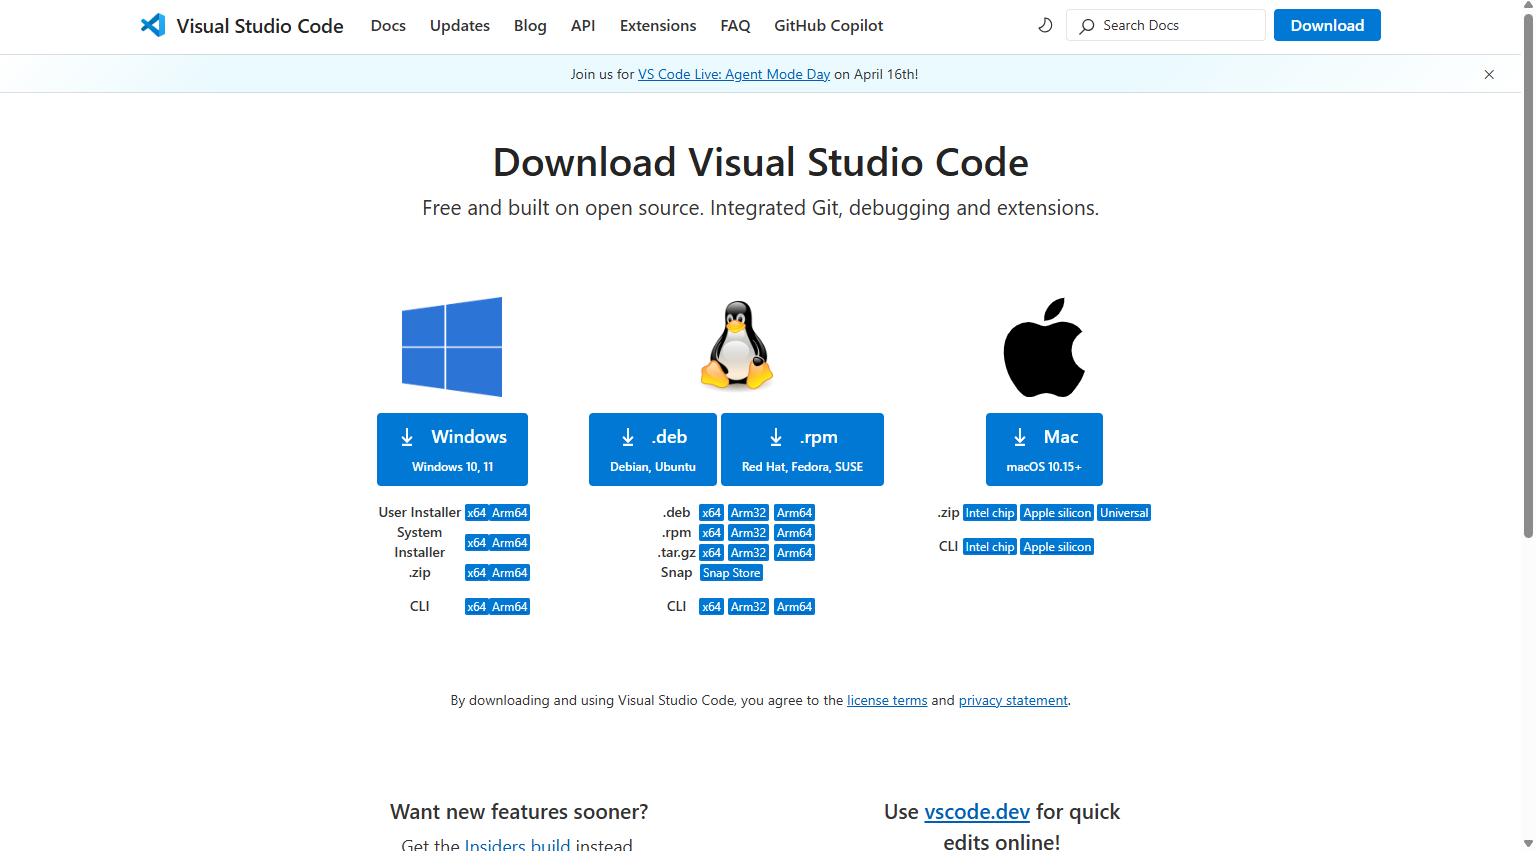 Visual Studio Code Docs Updates Blog API Extensions FAQ GitHub Copilot Search Docs Download
Join us for VS Code Live: Agent Mode Day on April 16th!
Download Visual Studio Code
Free and built on open source. Integrated Git, debugging and extensions.
Windows
Windows 10, 11
User Installer x64 Arm64
System
Installer x64 Arm64
.zip x64 Arm64
CLI x64 Arm64
.deb
Debian, Ubuntu
.rpm
Red Hat, Fedora, SUSE
.deb x64 Arm32 Arm64
.rpm x64 Arm32 Arm64
.tar.gz x64 Arm32 Arm64
Snap Snap Store
CLI x64 Arm32 Arm64
Mac
macOS 10.15+
.zip Intel chip Apple silicon Universal
CLI Intel chip Apple silicon
By downloading and using Visual Studio Code, you agree to the license terms and privacy statement.
Want new features sooner?
Get the Insiders build instead
Use vscode.dev for quick
edits online!